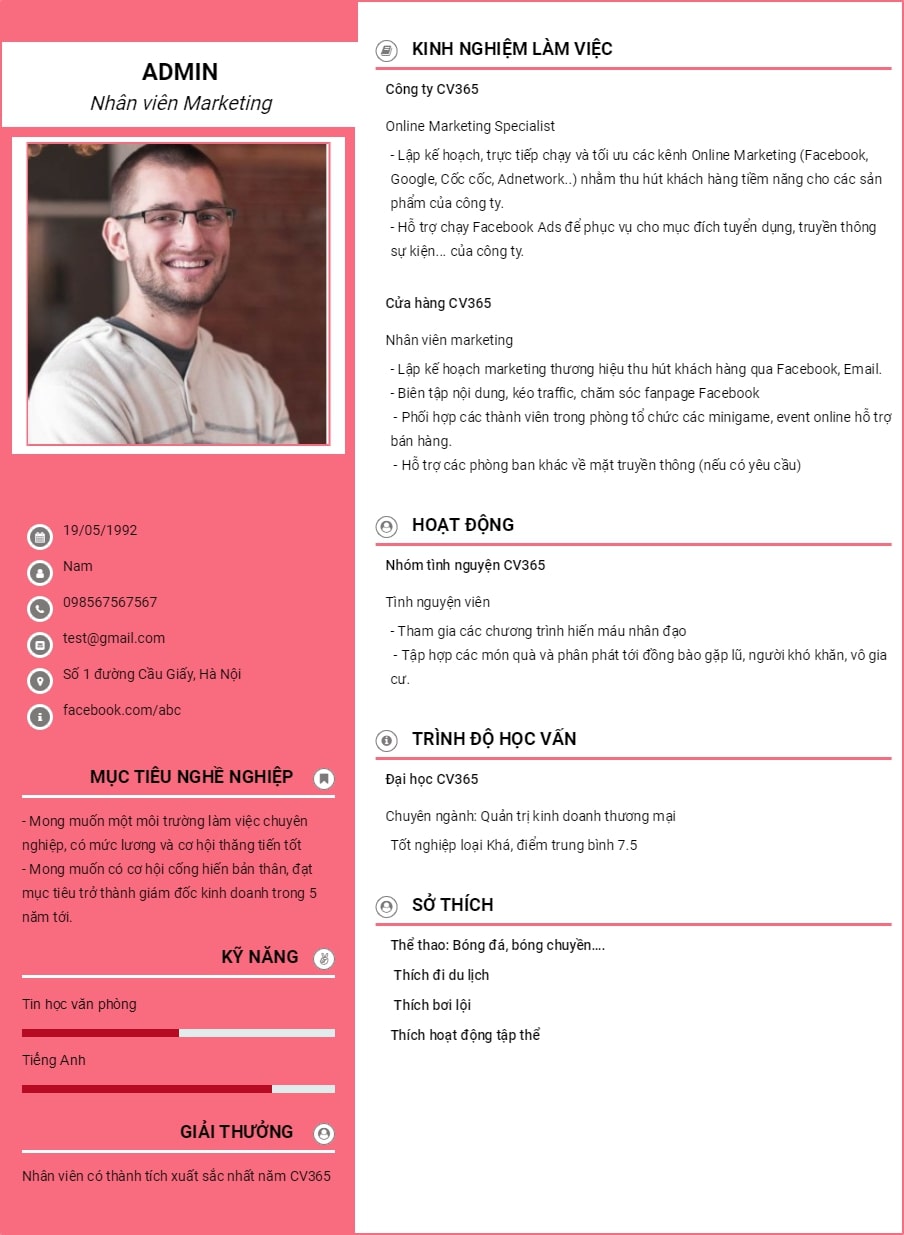 ADMIN
Nhân viên Marketing
19/05/1992
Nam
098567567567
test@gmail.com
Số 1 đường Cầu Giấy, Hà Nội
facebook.com/abc
MỤC TIÊU NGHỀ NGHIỆP
- Mong muốn một môi trường làm việc chuyên
nghiệp, có mức lương và cơ hội thăng tiến tốt
- Mong muốn có cơ hội cống hiến bản thân, đạt
mục tiêu trở thành giám đốc kinh doanh trong 5
năm tới.
KỸ NĂNG
Tin học văn phòng
Tiếng Anh
GIẢI THƯỞNG
Nhân viên có thành tích xuất sắc nhất năm CV365
KINH NGHIỆM LÀM VIỆC
Công ty CV365
Online Marketing Specialist
- Lập kế hoạch, trực tiếp chạy và tối ưu các kênh Online Marketing (Facebook,
Google, Cốc cốc, Adnetwork..) nhằm thu hút khách hàng tiềm năng cho các sản
phẩm của công ty.
- Hỗ trợ chạy Facebook Ads để phục vụ cho mục đích tuyển dụng, truyền thông
sự kiện... của công ty.
Cửa hàng CV365
Nhân viên marketing
- Lập kế hoạch marketing thương hiệu thu hút khách hàng qua Facebook, Email.
- Biên tập nội dung, kéo traffic, chăm sóc fanpage Facebook
- Phối hợp các thành viên trong phòng tổ chức các minigame, event online hỗ trợ
bán hàng.
- Hỗ trợ các phòng ban khác về mặt truyền thông (nếu có yêu cầu)
HOẠT ĐỘNG
Nhóm tình nguyện CV365
Tình nguyện viên
- Tham gia các chương trình hiến máu nhân đạo
- Tập hợp các món quà và phân phát tới đồng bào gặp lũ, người khó khăn, vô gia
cư.
TRÌNH ĐỘ HỌC VẤN
Đại học CV365
Chuyên ngành: Quản trị kinh doanh thương mại
Tốt nghiệp loại Khá, điểm trung bình 7.5
SỞ THÍCH
Thể thao: Bóng đá, bóng chuyền....
Thích đi du lịch
Thích bơi lội
Thích hoạt động tập thể